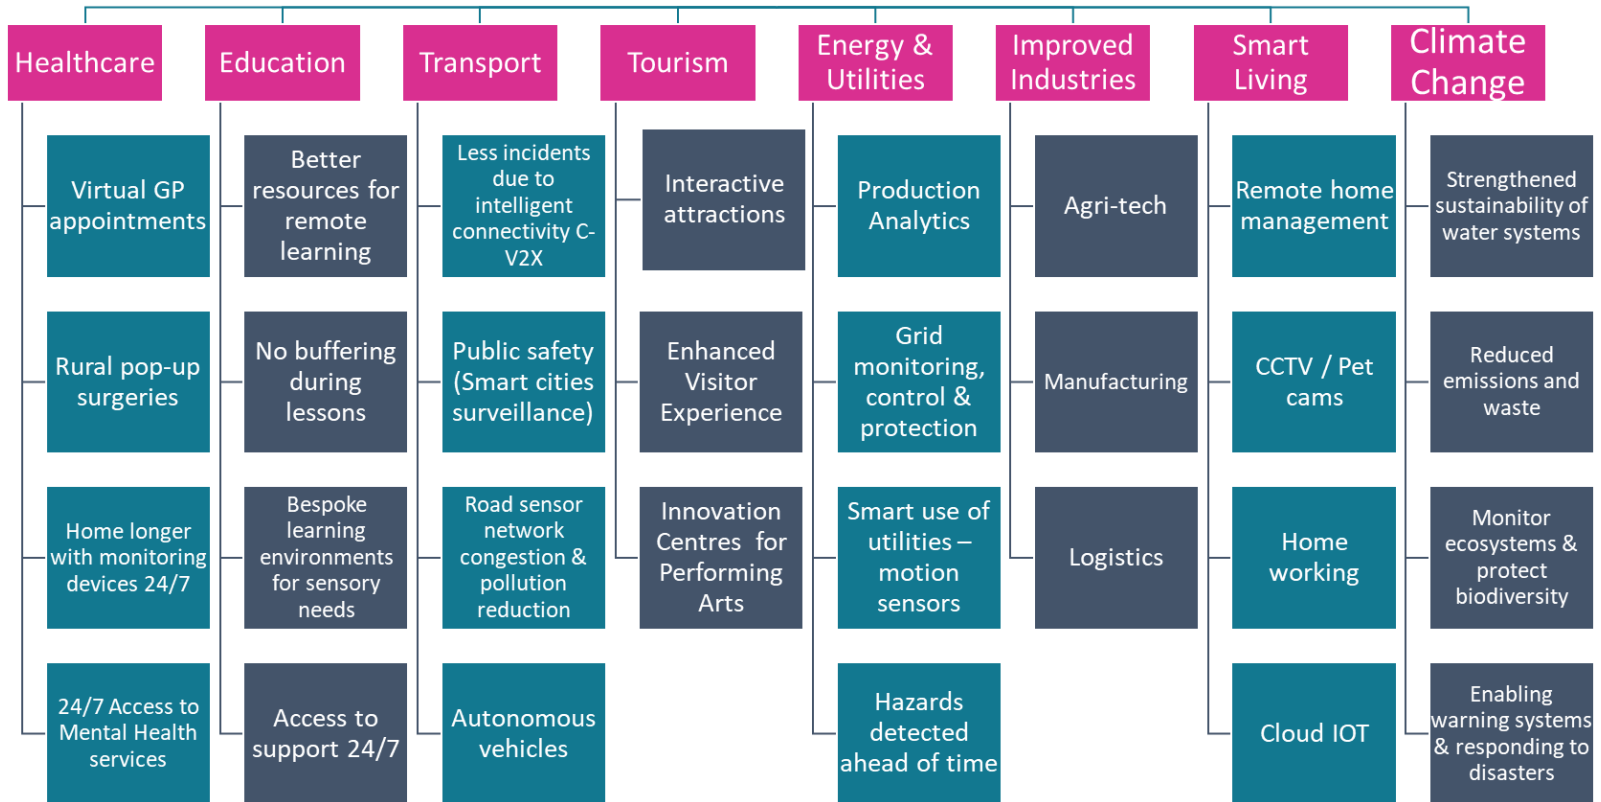 Healthcare
Virtual GP
appointments
Rural pop-up
surgeries
Home longer
with monitoring
devices 24/7
24/7 Access to
Mental Health
services
Education
Better
resources for
remote
learning
No buffering
during
lessons
Bespoke
learning
environments
for sensory
needs
Access to
support 24/7
Transport
Less incidents
due to
intelligent
connectivity C-
V2X
Public safety
(Smart cities
surveillance)
Road sensor
network
congestion &
pollution
reduction
Autonomous
vehicles
Tourism
Interactive
attractions
Enhanced
Visitor
Experience
Innovation
Centres for
Performing
Arts
Energy &
Utilities
Production
Analytics
Grid
monitoring,
control &
protection
Smart use of
utilities –
motion
sensors
Hazards
detected
ahead of time
Improved
Industries
Agri-tech
Manufacturing
Logistics
Smart
Living
Remote home
management
CCTV / Pet
cams
Home
working
Cloud IOT
Climate
Change
Strengthened
sustainability of
water systems
Reduced
emissions and
waste
Monitor
ecosystems &
protect
biodiversity
Enabling
warning systems
& responding to
disasters